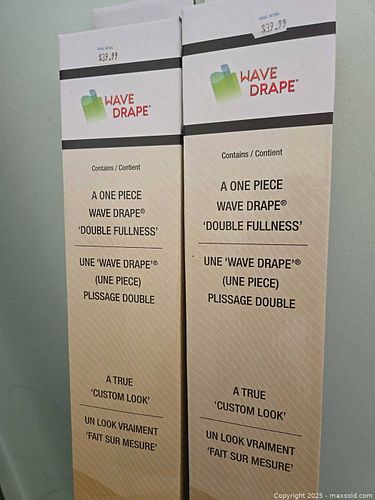 $39.99
WAVE
DRAPE®
Contains / Contient
A ONE PIECE
WAVE DRAPE®
'DOUBLE FULLNESS'
UNE 'WAVE DRAPE'®
(UNE PIECE)
PLISSAGE DOUBLE
A TRUE
'CUSTOM LOOK'
UN LOOK VRAIMENT
'FAIT SUR MESURE'
$39.99
WAVE
DRAPE®
Contains / Contient
A ONE PIECE
WAVE DRAPE®
'DOUBLE FULLNESS'
UNE 'WAVE DRAPE'®
(UNE PIECE)
PLISSAGE DOUBLE
A TRUE
'CUSTOM LOOK'
UN LOOK VRAIMENT
'FAIT SUR MESURE'
Copyright 2025 - maxsold.com